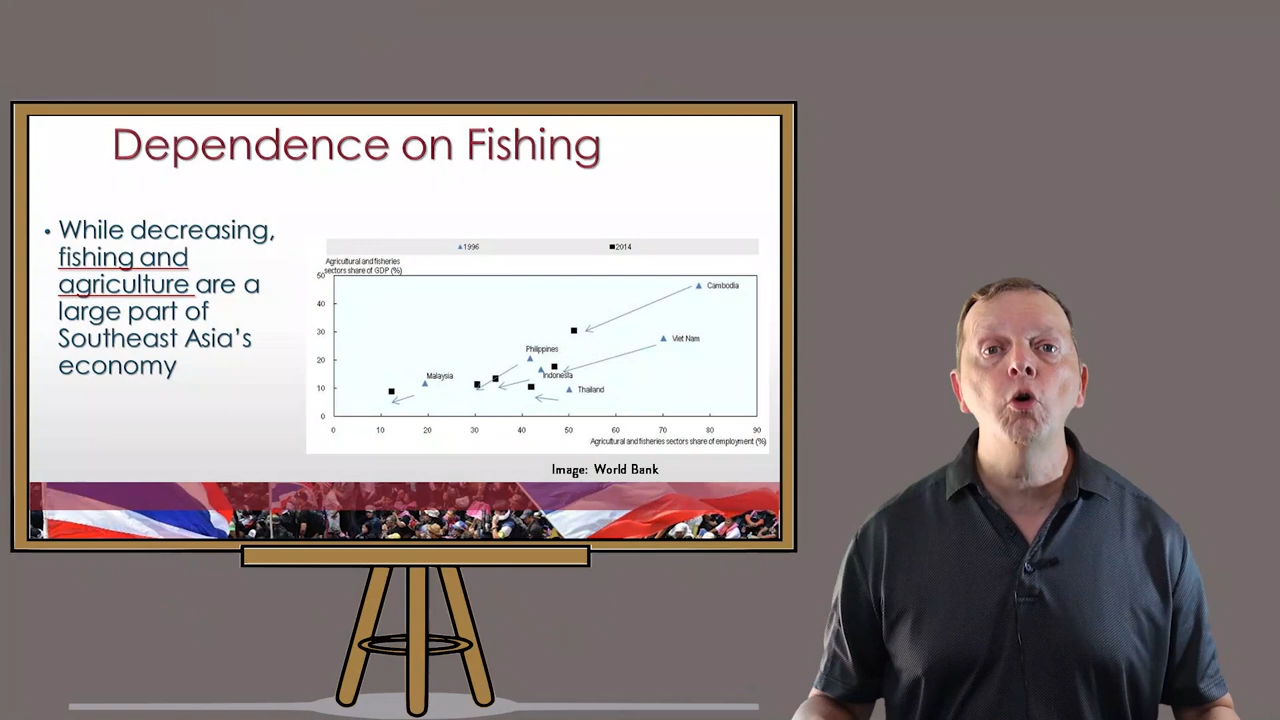 Dependence on Fishing
• While decreasing,
fishing and
agriculture are a
large part of
Southeast Asia's
economy
1996
2014
Agricultural and fisheries
sectors share of GDP (%)
50
40
30
20
10
0
Cambodia
Viet Nam
Philippines
Indonesia
Malaysia
Thailand
0 10 20 30 40 50 60 70 80 90
Agricultural and fisheries sectors share of employment (%)
Image: World Bank